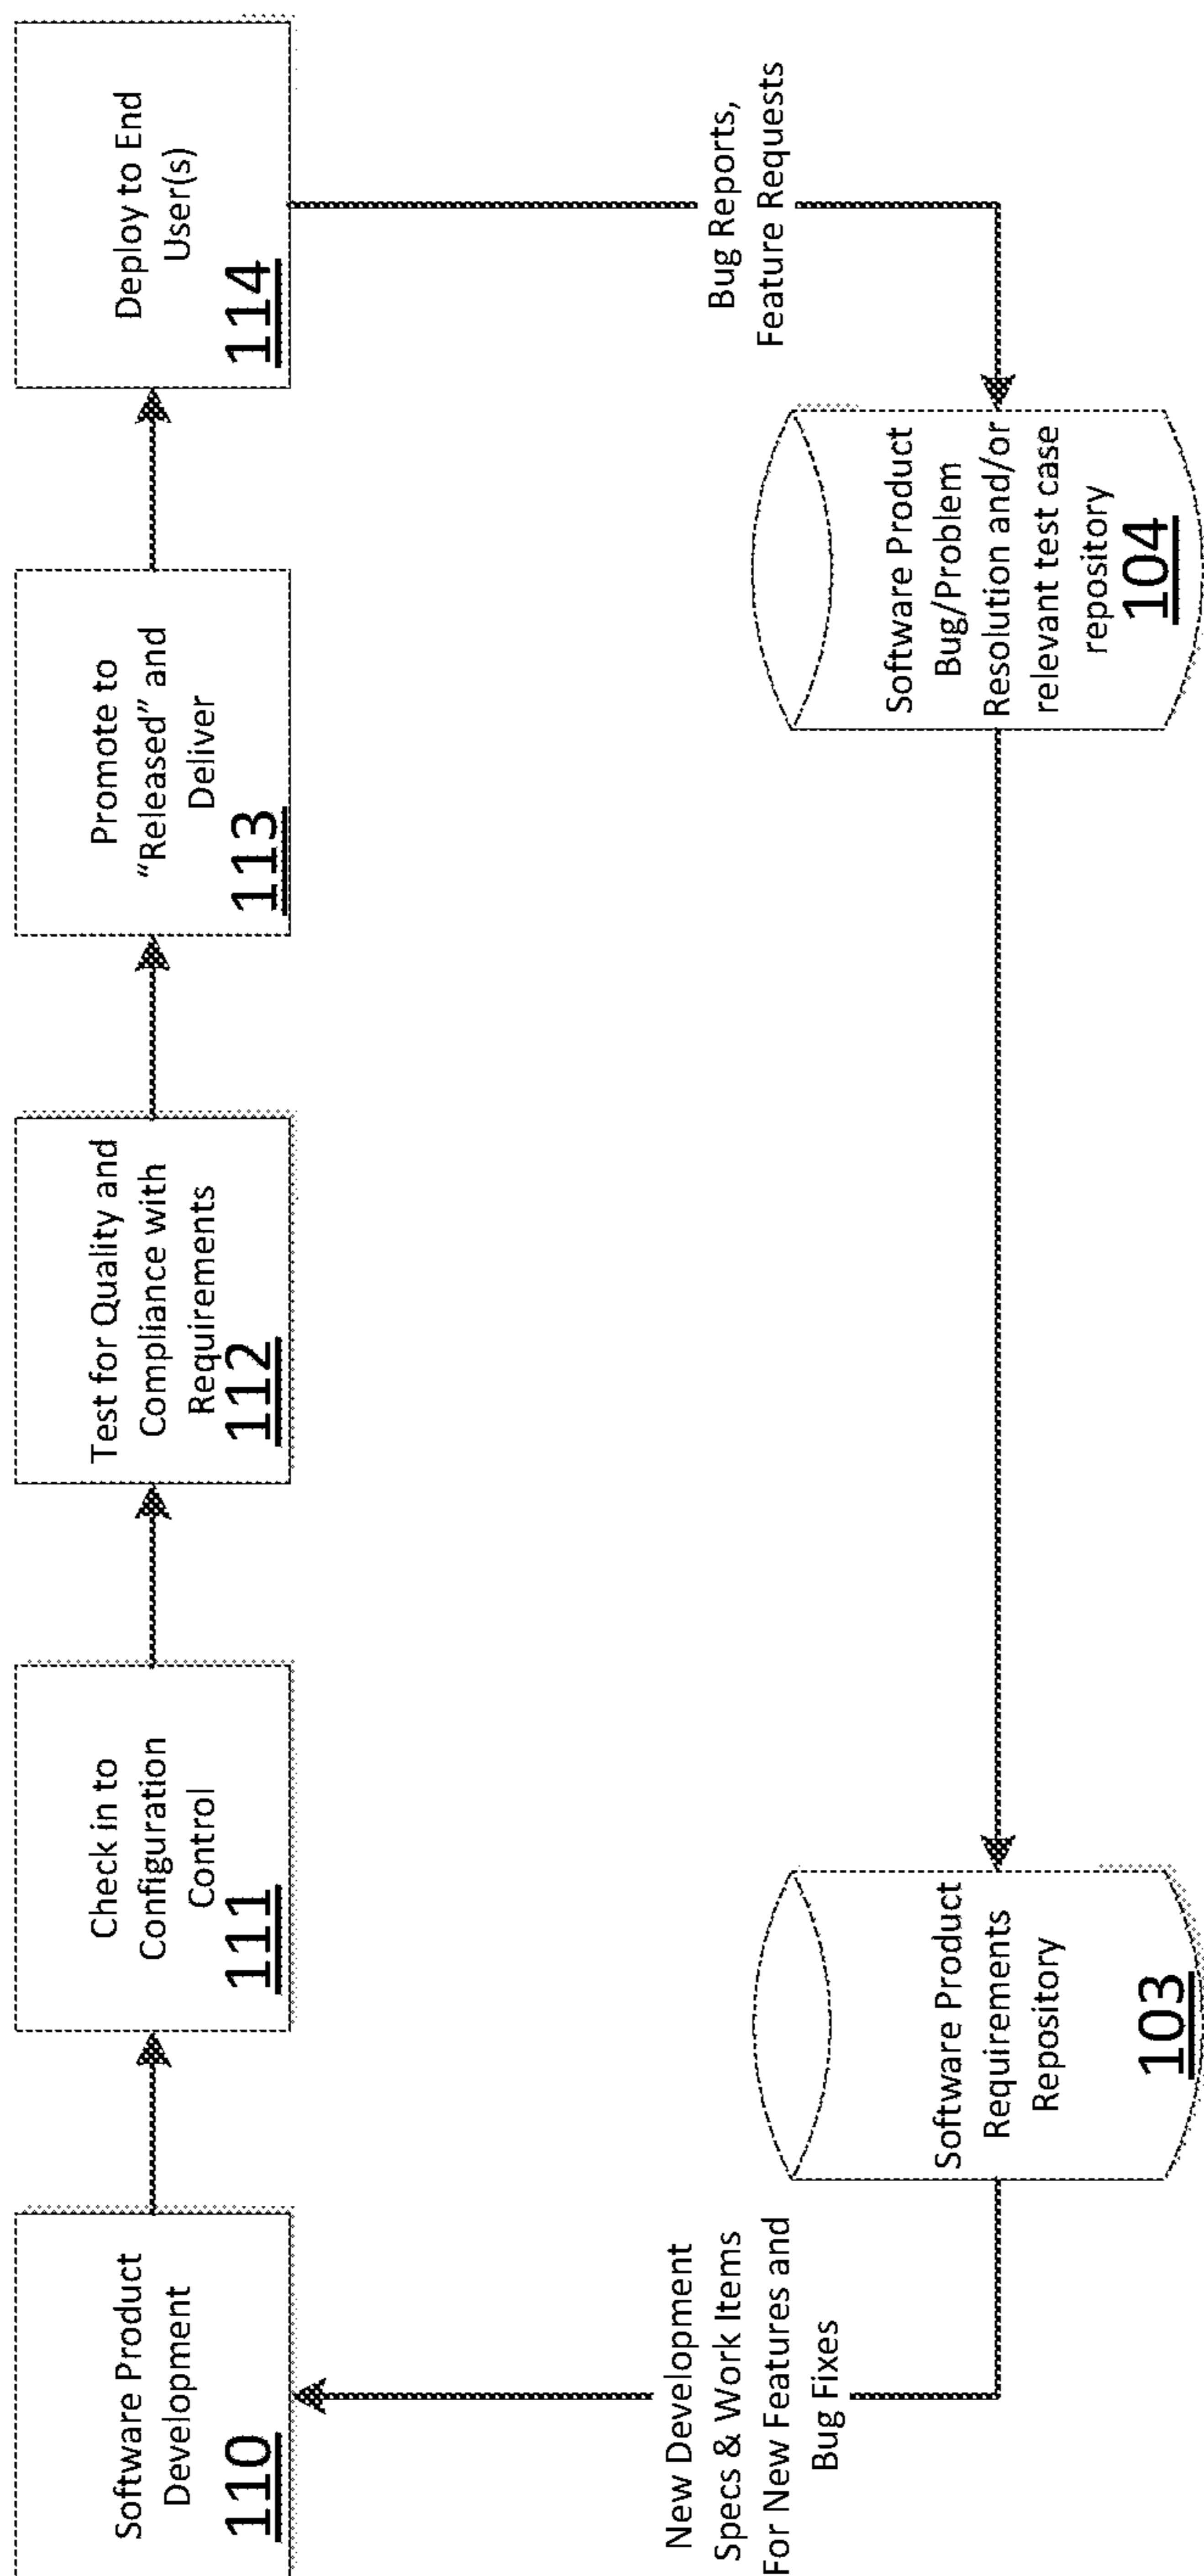 Software Product
Development
110
Check in to
Configuration
Control
111
Test for Quality and
Compliance with
Requirements
112
Promote to
“Released” and
Deliver
113
Deploy to End
User(s)
114
New Development
Specs & Work Items
For New Features and
Bug Fixes
Bug Reports,
Feature Requests
Software Product
Requirements
Repository
103
Software Product
Bug/Problem
Resolution and/or
relevant test case
repository
104